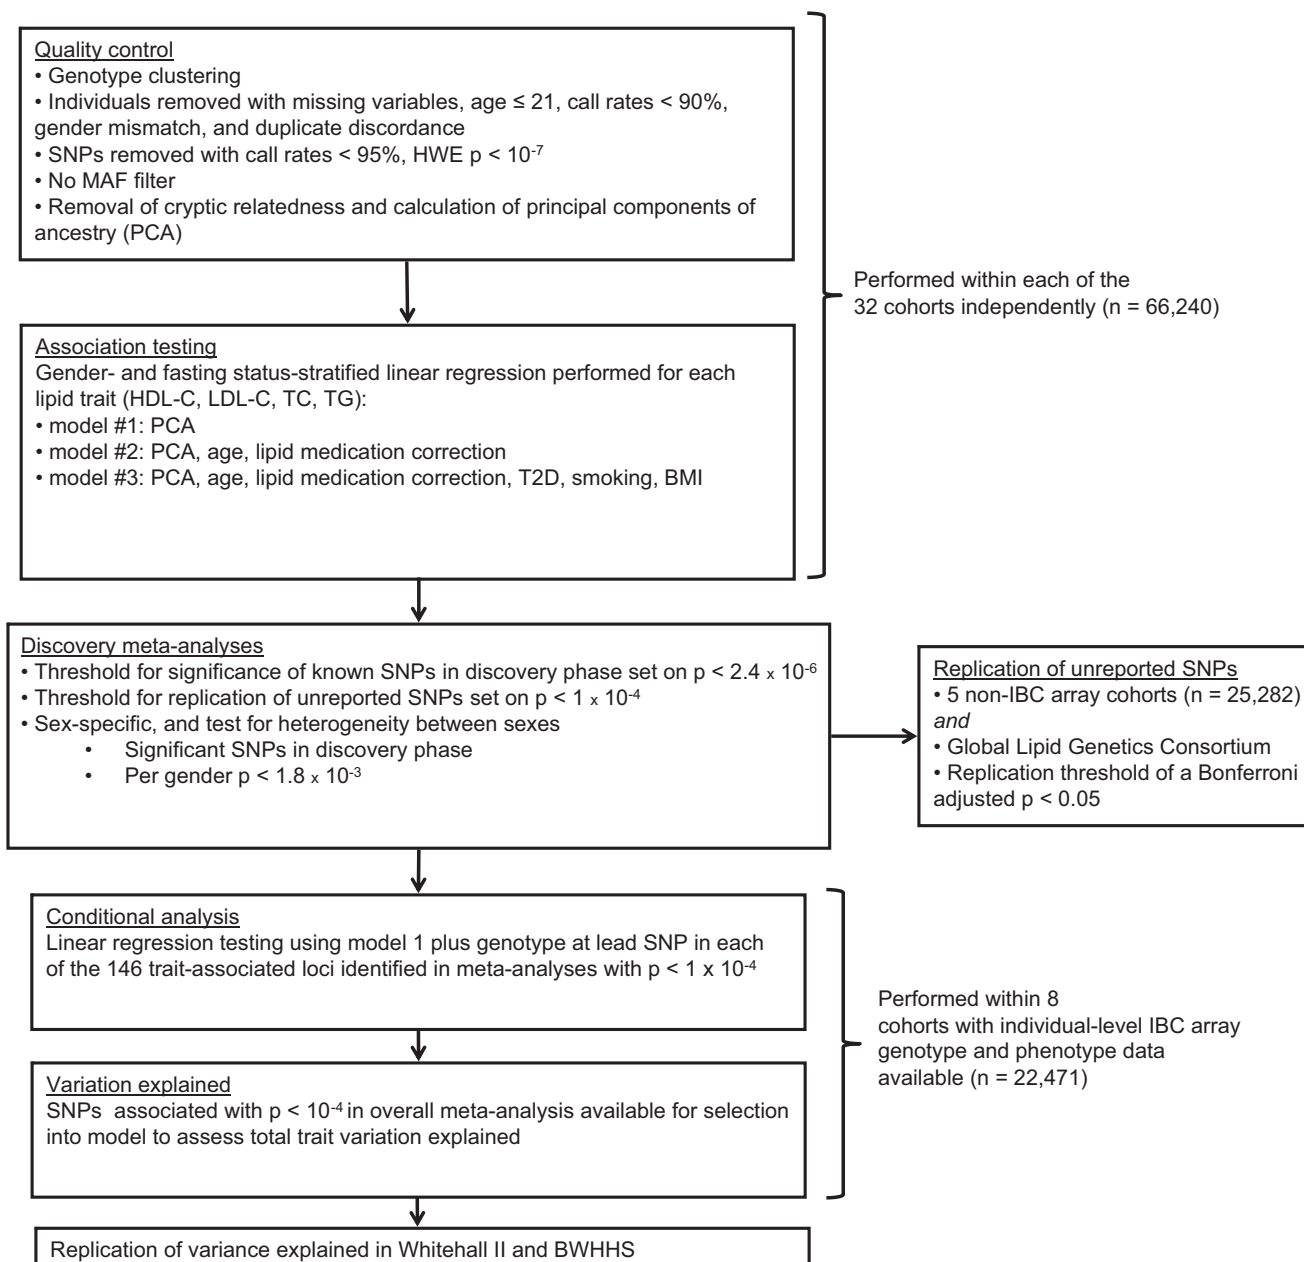 Quality control
• Genotype clustering
• Individuals removed with missing variables, age ≤ 21, call rates < 90%,
gender mismatch, and duplicate discordance
• SNPs removed with call rates < 95%, HWE p < 10⁻⁷
• No MAF filter
• Removal of cryptic relatedness and calculation of principal components of
ancestry (PCA)
Performed within each of the
32 cohorts independently (n = 66,240)
Association testing
Gender- and fasting status-stratified linear regression performed for each
lipid trait (HDL-C, LDL-C, TC, TG):
• model #1: PCA
• model #2: PCA, age, lipid medication correction
• model #3: PCA, age, lipid medication correction, T2D, smoking, BMI
Discovery meta-analyses
• Threshold for significance of known SNPs in discovery phase set on p < 2.4 x 10⁻⁶
• Threshold for replication of unreported SNPs set on p < 1 x 10⁻⁴
• Sex-specific, and test for heterogeneity between sexes
• Significant SNPs in discovery phase
• Per gender p < 1.8 x 10⁻³
Replication of unreported SNPs
• 5 non-IBC array cohorts (n = 25,282)
and
• Global Lipid Genetics Consortium
• Replication threshold of a Bonferroni
adjusted p < 0.05
Conditional analysis
Linear regression testing using model 1 plus genotype at lead SNP in each
of the 146 trait-associated loci identified in meta-analyses with p < 1 x 10⁻⁴
Performed within 8
cohorts with individual-level IBC array
genotype and phenotype data
available (n = 22,471)
Variation explained
SNPs associated with p < 10⁻⁴ in overall meta-analysis available for selection
into model to assess total trait variation explained
Replication of variance explained in Whitehall II and BWHHS